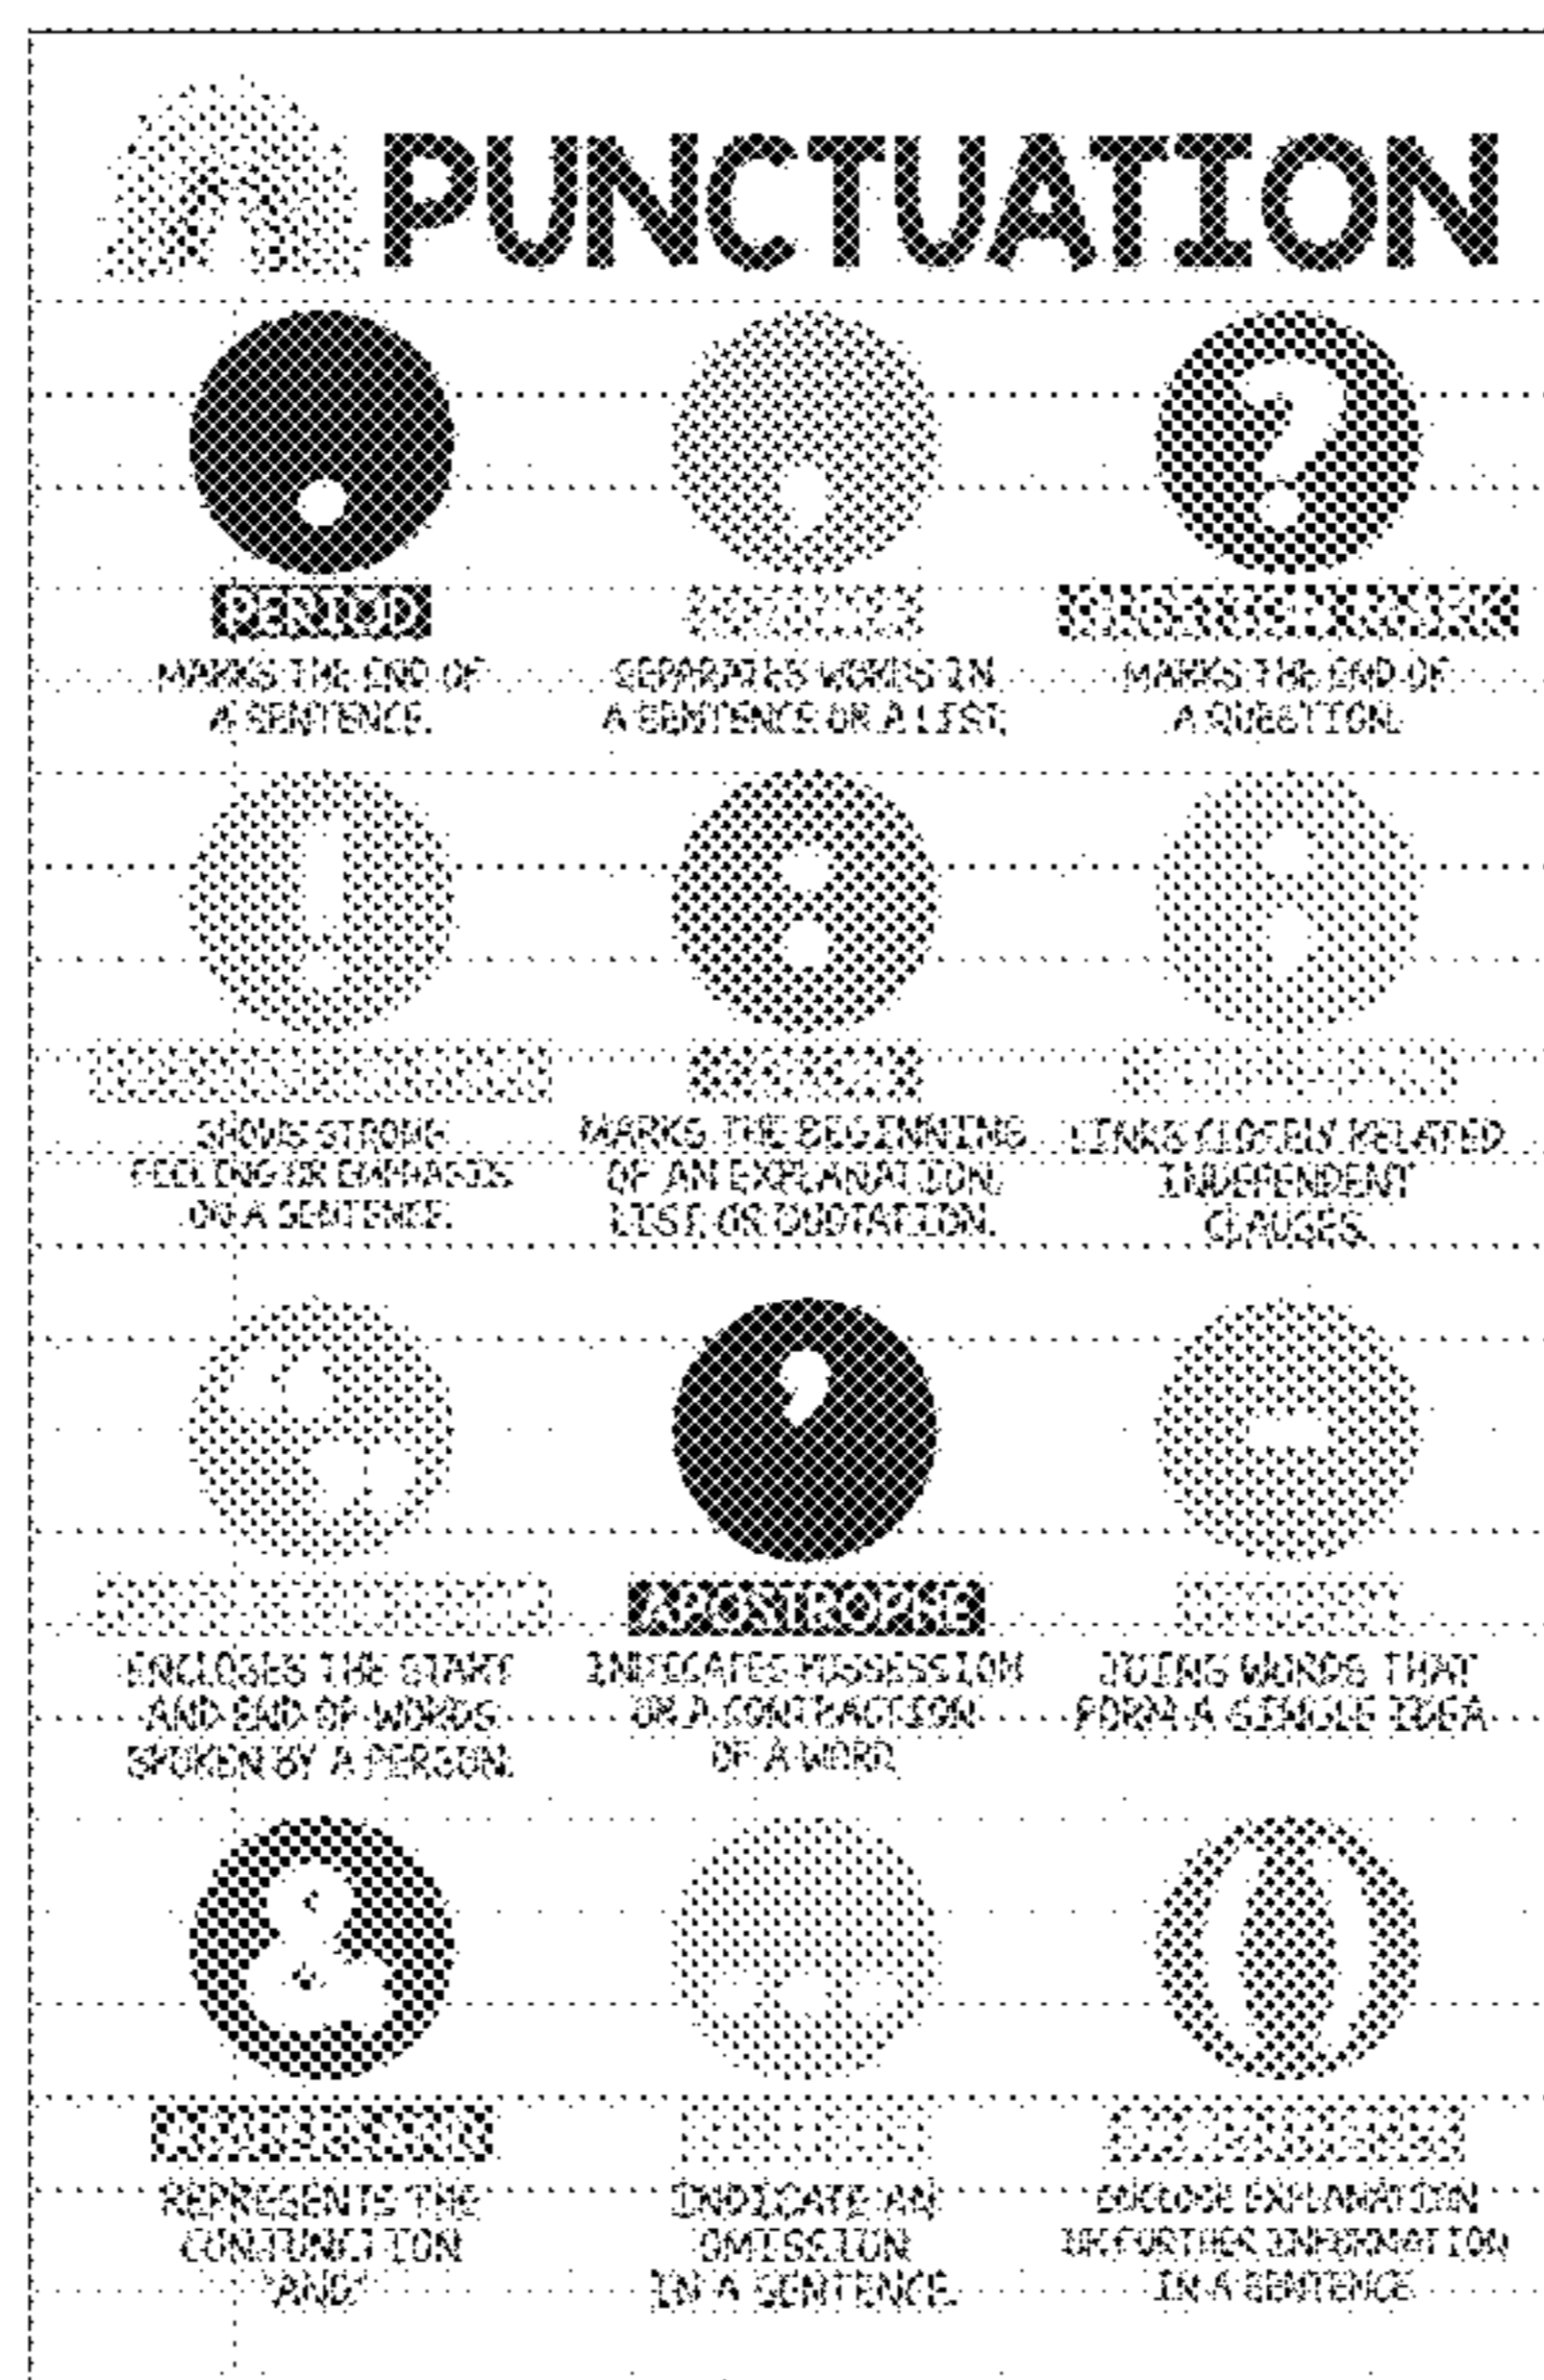 PUNCTUATION
PERIOD
MARKS THE END OF
A SENTENCE.
SEPARATES WORDS IN
A SENTENCE OR A LIST.
QUESTION MARK
MARKS THE END OF
A QUESTION.
SHOWS STRONG
FEELING OR EMPHASIS
ON A SENTENCE.
MARKS THE BEGINNING
OF AN EXPLANATION,
LIST, OR QUOTATION.
LINKS CLOSELY RELATED
INDEPENDENT
CLAUSES.
ENCLOSES THE START
AND END OF WORDS
SPOKEN BY A PERSON.
APOSTROPHE
INDICATES POSSESSION
OR A CONTRACTION
OF A WORD.
JOINS WORDS THAT
FORM A SINGLE IDEA
REPRESENTS THE
CONJUNCTION
"AND"
INDICATE AN
OMISSION
IN A SENTENCE.
ENCLOSE EXPLANATION
OR FURTHER INFORMATION
IN A SENTENCE